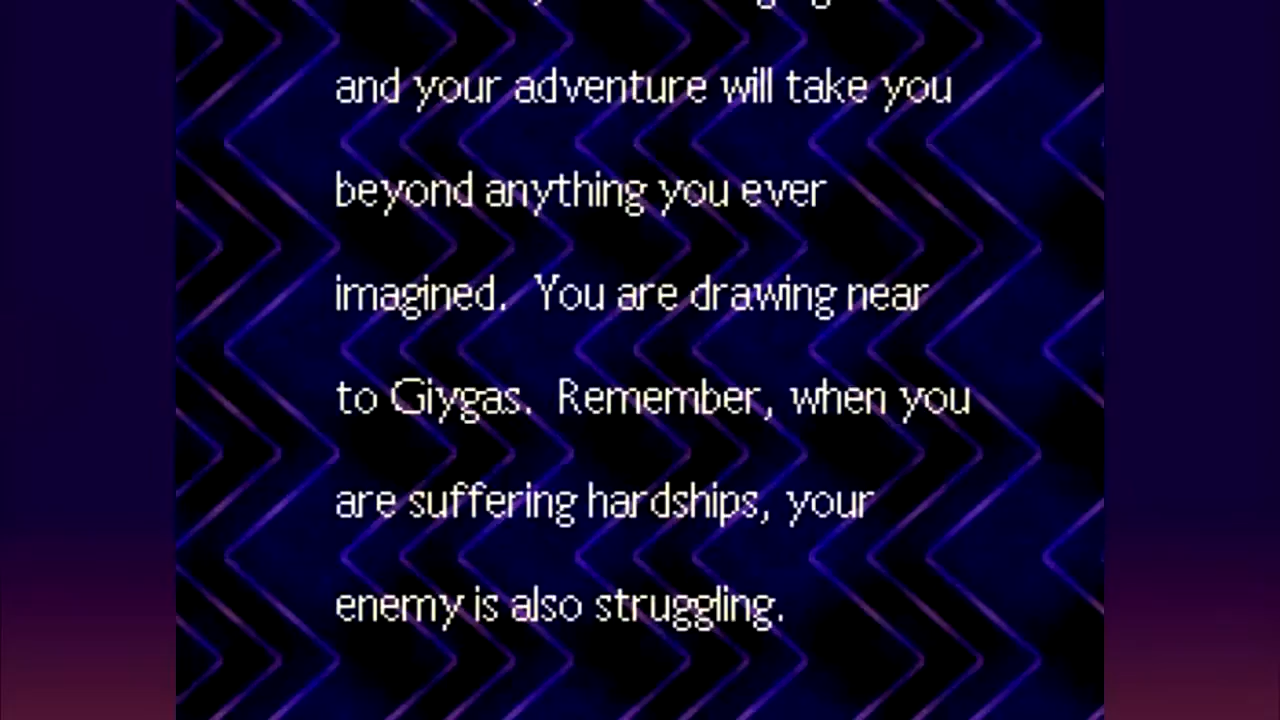 and your adventure will take you
beyond anything you ever
imagined.  You are drawing near
to Giygas.  Remember, when you
are suffering hardships, your
enemy is also struggling.